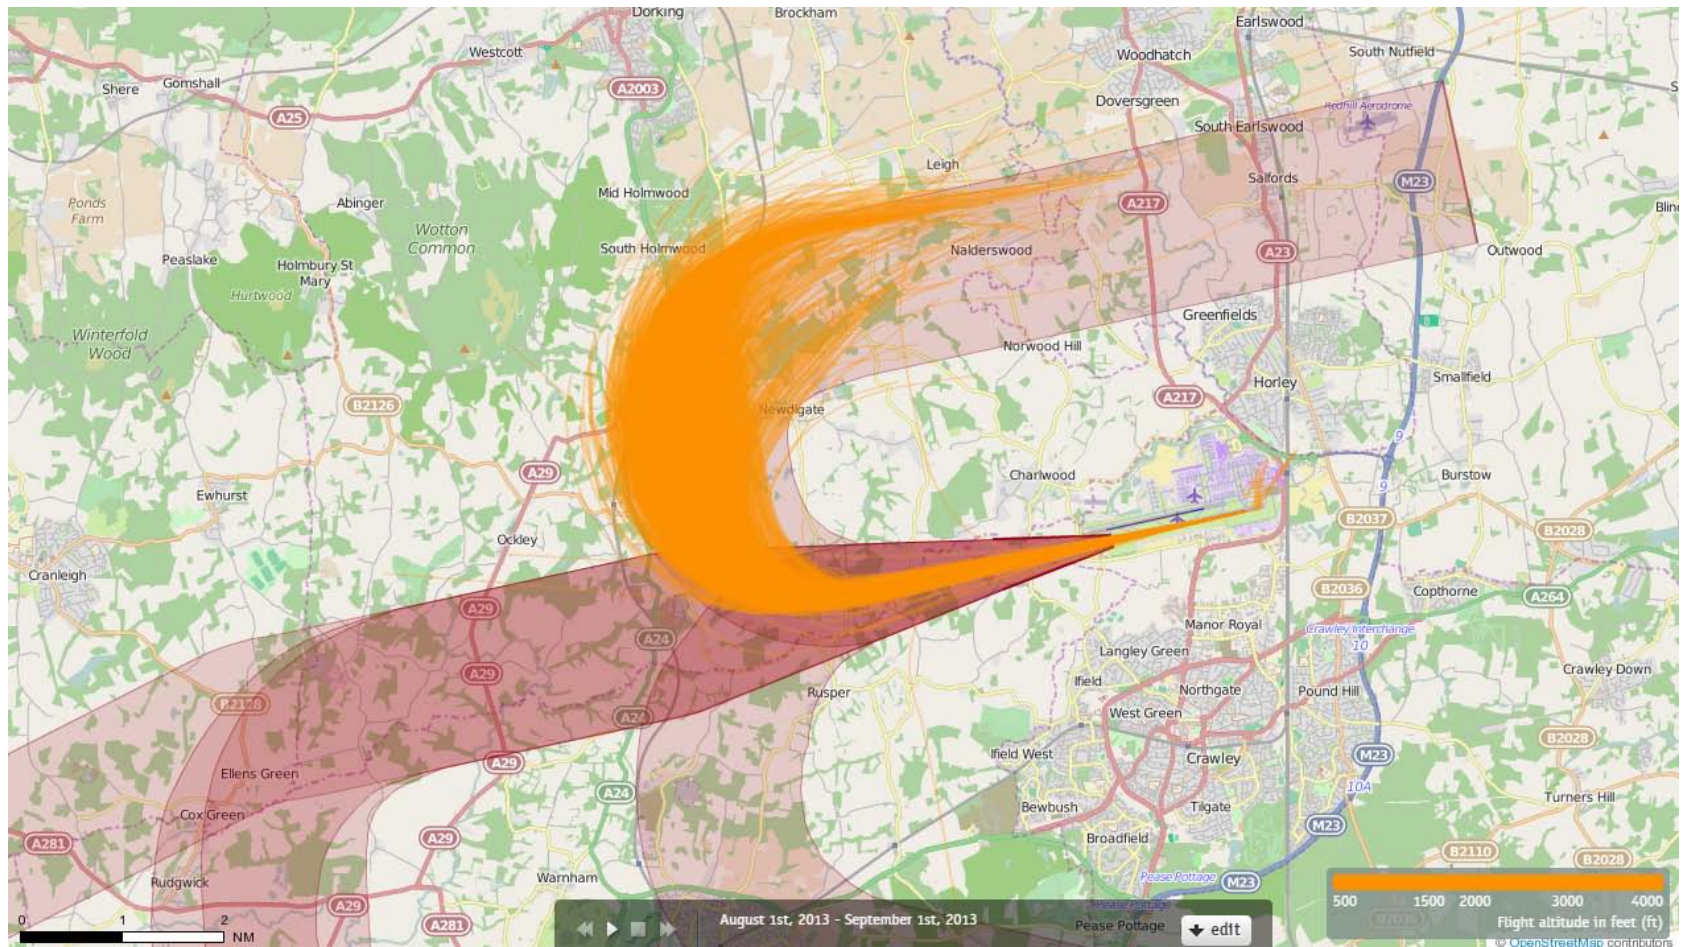 Dorking
Brockham
Earlswood
Westcott
Woodhatch
South Nutfield
Shere
Gomshall
A2003
Doversgreen
Redhill Aerodrome
A25
South Earlswood
Leigh
Mid Holmwood
Salfords
M23
Ponds
Farm
Abinger
A217
Wotton
Common
South Holmwood
Nalderswood
A23
Outwood
Peaslake
Holmbury St
Mary
Hurtwood
Greenfields
Winterfold
Wood
Norwood Hill
Smallfield
Horley
B2126
Newdigate
A217
9
A29
Charlwood
Burstow
9
Ewhurst
B2037
B2028
Ockley
Cranleigh
B2036
Copthorne
A264
A29
A24
Manor Royal
Crawley Interchange
10
Langley Green
A29
Ifield
Crawley Down
Rusper
Northgate
Pound Hill
A24
West Green
B2028
Ifield West
M23
A29
Crawley
Ellens Green
10A
A24
Bewbush
Tilgate
Turners Hill
Cox Green
M23
A281
A29
Broadfield
B2110
B2028
Rudgwick
Warnham
Pease Pottage
M23
A29
500
1500
2000
3000
4000
Pease Pottage
0
1
2
NM
A281
August 1st, 2013 - September 1st, 2013
Pease Pottage
edit
Flight altitude in feet (ft)
© OpenStreetMap contributors